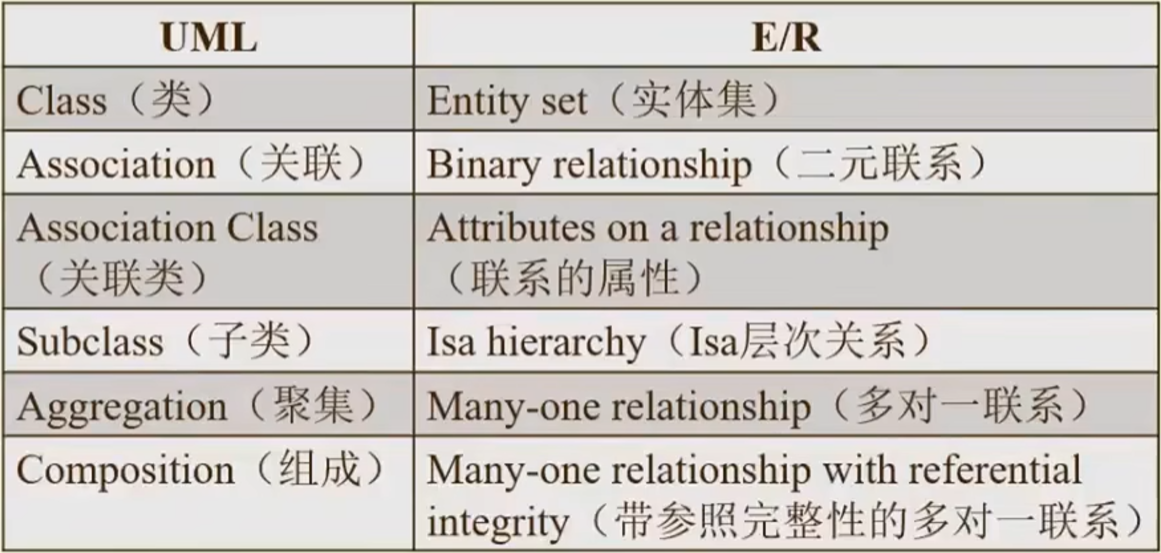 UML
E/R
Class（类）
Entity set（实体集）
Association（关联）
Binary relationship（二元联系）
Association Class
（关联类）
Attributes on a relationship
（联系的属性）
Subclass（子类）
Isa hierarchy（Isa层次关系）
Aggregation（聚集）
Many-one relationship（多对一联系）
Composition（组成）
Many-one relationship with referential
integrity（带参照完整性的多对一联系）